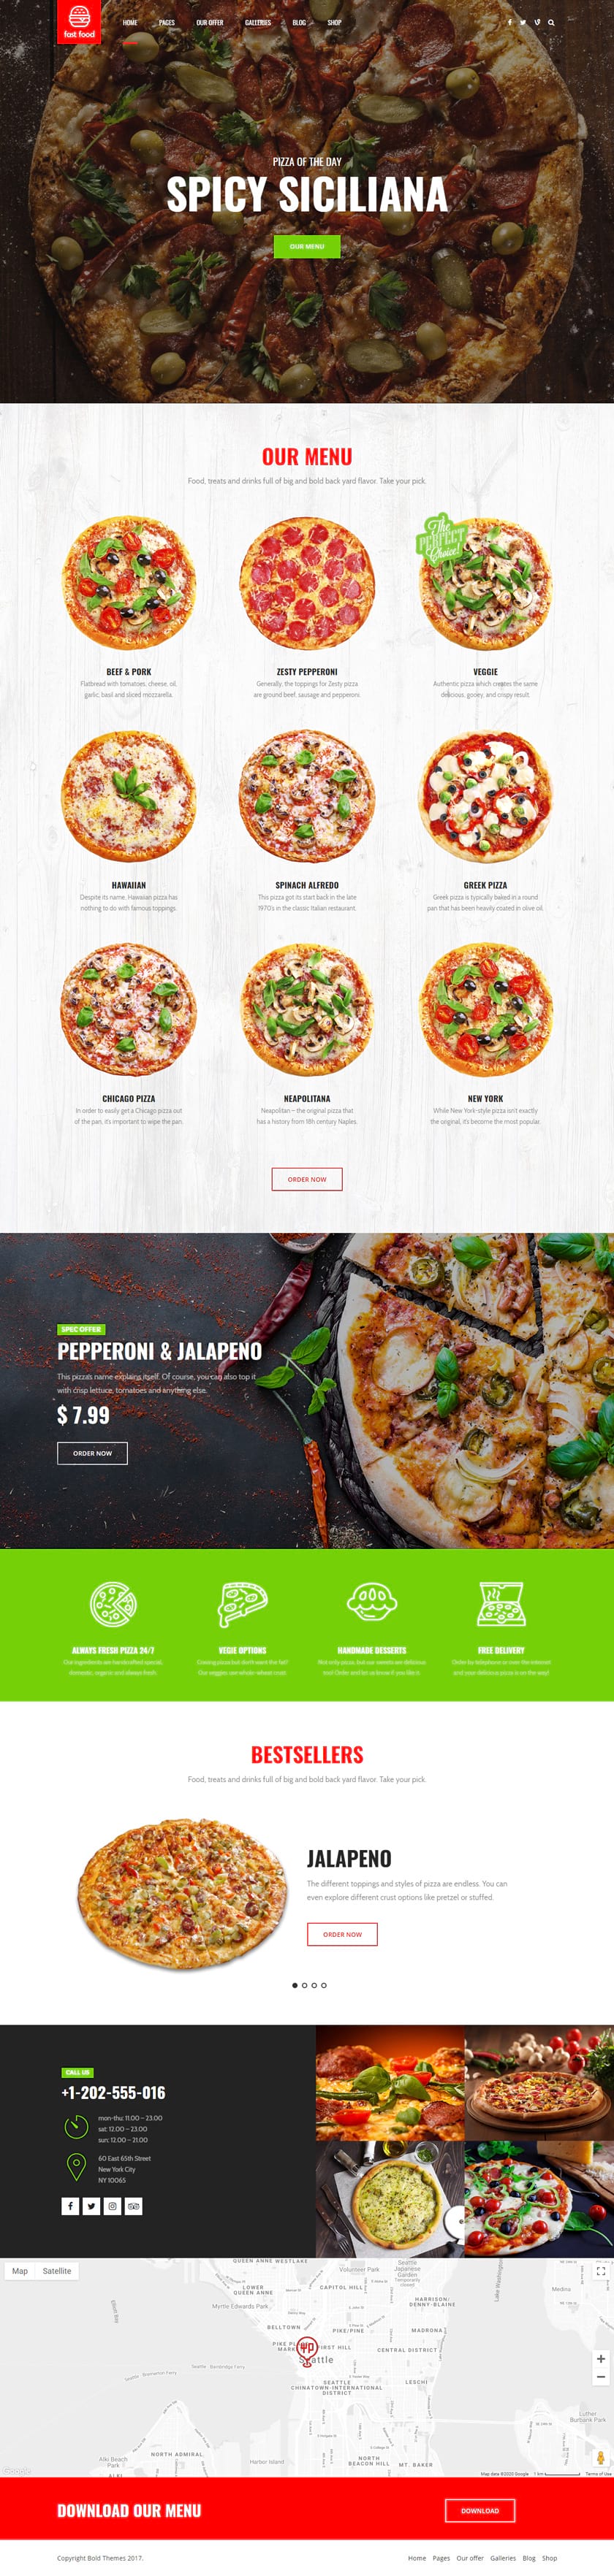 fast food
HOME PAGES OUR OFFER GALLERIES BLOG SHOP
PIZZA OF THE DAY
SPICY SICILIANA
OUR MENU
OUR MENU
Food, treats and drinks full of big and bold back yard flavor. Take your pick.
The
PERFECT
Choice!
BEEF & PORK
Flatbread with tomatoes, cheese, oil,
garlic, basil and sliced mozzarella.
ZESTY PEPPERONI
Generally, the toppings for Zesty pizza
are ground beef, sausage and pepperoni.
VEGGIE
Authentic pizza which creates the same
delicious, gooey, and crispy result.
HAWAIIAN
Despite its name, Hawaiian pizza has
nothing to do with famous toppings.
SPINACH ALFREDO
This pizza got its start back in the late
1970's in the classic Italian restaurant.
GREEK PIZZA
Greek pizza is typically baked in a round
pan that has been heavily coated in olive oil.
CHICAGO PIZZA
In order to easily get a Chicago pizza out
of the pan, it's important to wipe the pan.
NEAPOLITANA
Neapolitan – the original pizza that
has a history from 18th century Naples.
NEW YORK
While New York-style pizza isn't exactly
the original, it's become the most popular.
ORDER NOW
SPEC OFFER
PEPPERONI & JALAPENO
This pizza's name explains itself. Of course, you can also top it
with crisp lettuce, tomatoes and anything else.
$ 7.99
ORDER NOW
ALWAYS FRESH PIZZA 24/7
Our ingredients are handcrafted special,
domestic, organic and always fresh.
VEGIE OPTIONS
Craving pizza but don't want the fat?
Our veggies use whole-wheat crust.
HANDMADE DESSERTS
Not only pizza, but our sweets are delicious
too! Order and let us know if you like it.
FREE DELIVERY
Order by telephone or over the internet
and your delicious pizza is on the way!
BESTSELLERS
Food, treats and drinks full of big and bold back yard flavor. Take your pick.
JALAPENO
The different toppings and styles of pizza are endless. You can
even explore different crust options like pretzel or stuffed.
ORDER NOW
CALL US
+1-202-555-016
mon-thu: 11.00 – 23.00
sat: 12.00 – 23.00
sun: 12.00 – 21.00
60 East 65th Street
New York City
NY 10065
Map Satellite
QUEEN ANNE WESTLAKE
Volunteer Park
Seattle
Japanese
Garden
Temporarily
closed
LOWER
QUEEN ANNE
CAPITOL HILL
Lake Washington
Medina
Myrtle Edwards Park
HARRISON/
DENNY-BLAINE
BELLTOWN
PIKE/PINE
MADRONA
FIRST HILL
CENTRAL DISTRICT
Seattle
SEATTLE
CHINATOWN-INTERNATIONAL
DISTRICT
LESCHI
Luther
Burbank Park
Alki Beach
Park
NORTH ADMIRAL
Harbor Island
NORTH
BEACON HILL
MT. BAKER
ALKI
Google
Map data ©2020 Google 1 km Terms of Use
DOWNLOAD OUR MENU
DOWNLOAD
Copyright Bold Themes 2017.
Home Pages Our offer Galleries Blog Shop